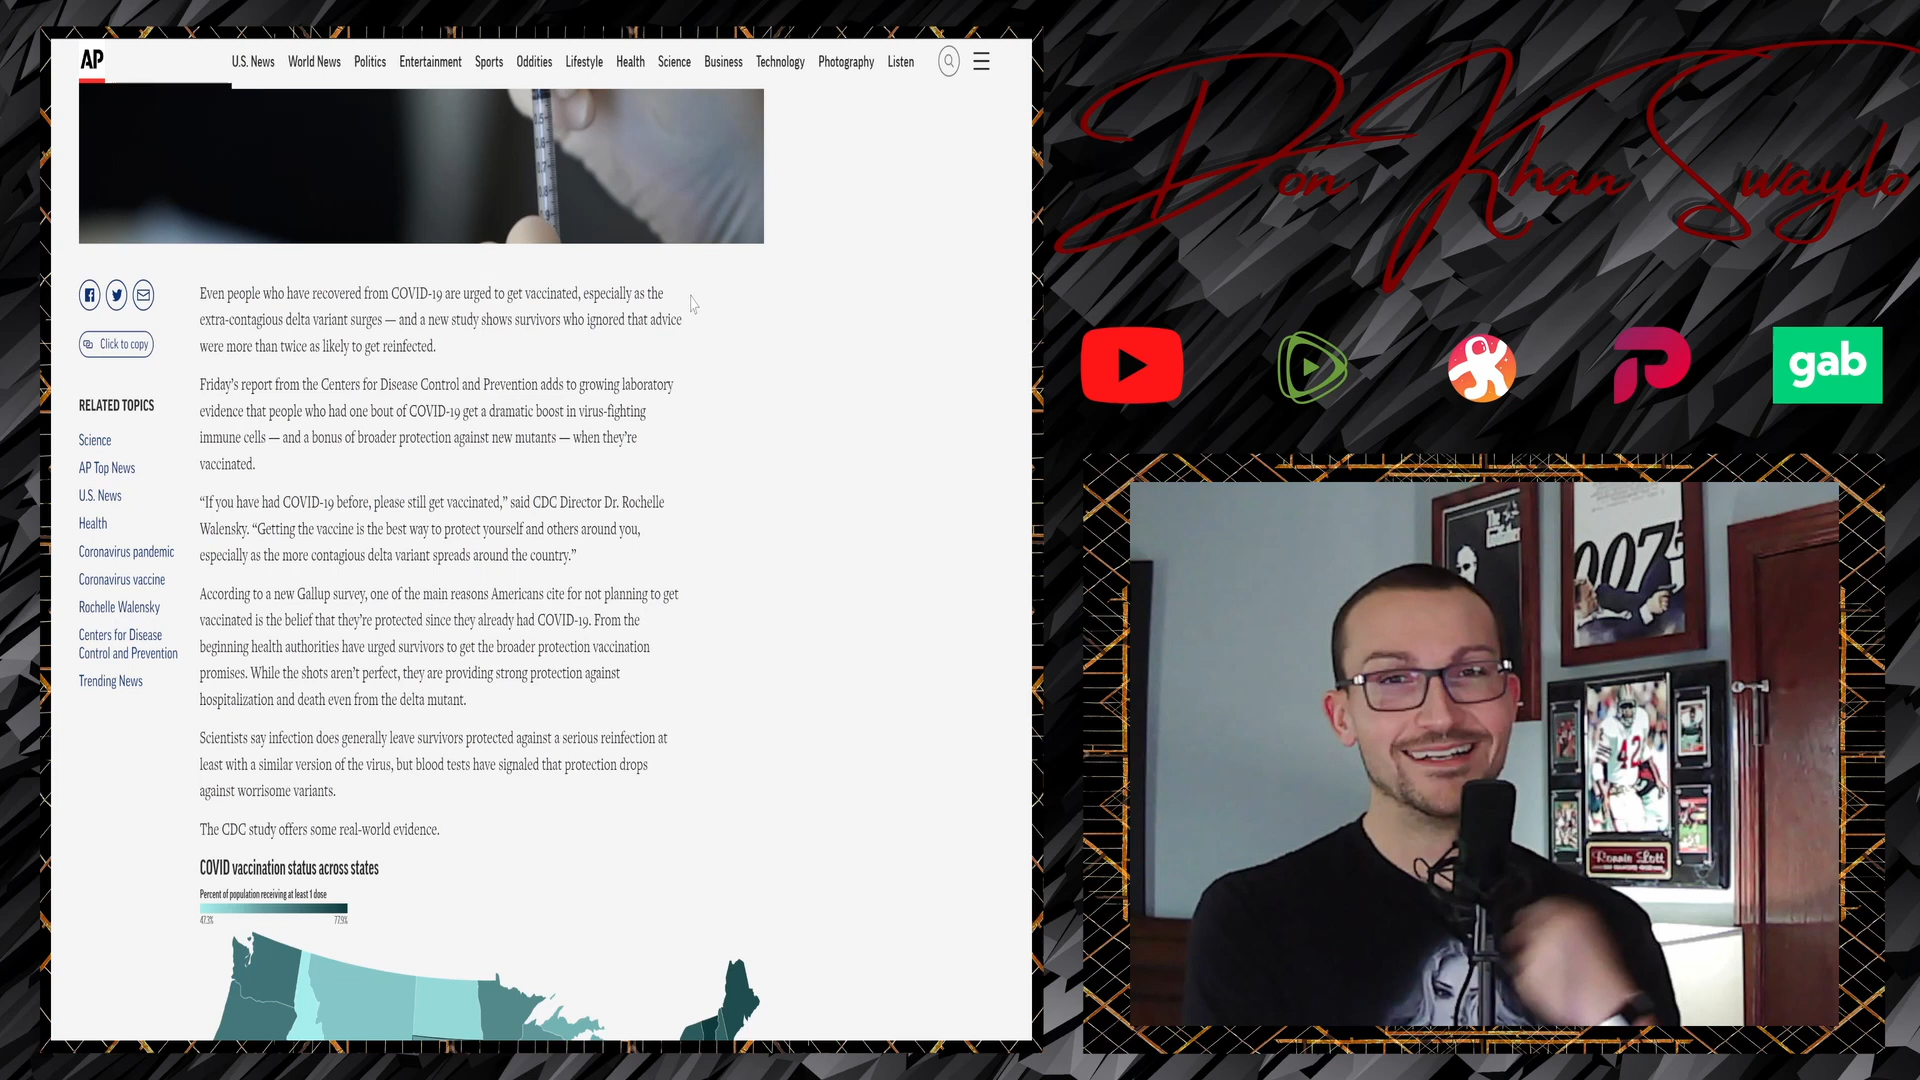 AP
U.S. News World News Politics Entertainment Sports Oddities Lifestyle Health Science Business Technology Photography Listen
Click to copy
RELATED TOPICS
Science
AP Top News
U.S. News
Health
Coronavirus pandemic
Coronavirus vaccine
Rochelle Walensky
Centers for Disease
Control and Prevention
Trending News
Even people who have recovered from COVID-19 are urged to get vaccinated, especially as the
extra-contagious delta variant surges — and a new study shows survivors who ignored that advice
were more than twice as likely to get reinfected.
Friday’s report from the Centers for Disease Control and Prevention adds to growing laboratory
evidence that people who had one bout of COVID-19 get a dramatic boost in virus-fighting
immune cells — and a bonus of broader protection against new mutants — when they’re
vaccinated.
“If you have had COVID-19 before, please still get vaccinated,” said CDC Director Dr. Rochelle
Walensky. “Getting the vaccine is the best way to protect yourself and others around you,
especially as the more contagious delta variant spreads around the country.”
According to a new Gallup survey, one of the main reasons Americans cite for not planning to get
vaccinated is the belief that they’re protected since they already had COVID-19. From the
beginning health authorities have urged survivors to get the broader protection vaccination
promises. While the shots aren’t perfect, they are providing strong protection against
hospitalization and death even from the delta mutant.
Scientists say infection does generally leave survivors protected against a serious reinfection at
least with a similar version of the virus, but blood tests have signaled that protection drops
against worrisome variants.
The CDC study offers some real-world evidence.
COVID vaccination status across states
Percent of population receiving at least 1 dose
47.3% 77.9%
Don Khan Swaylo
gab
The
Godfather
007
42
Ronnie Lott